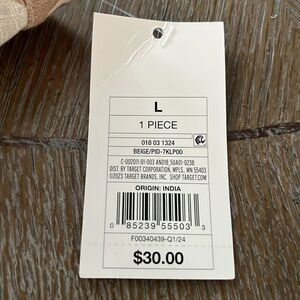 L
1 PIECE
018 03 1324
BEIGE/PID-7KLP00
C-002011-01-003 AND18_50A01-0238
DIST. BY TARGET CORPORATION, MPLS., MN 55403
©2023 TARGET BRANDS, INC. SHOP TARGET.COM
ORIGIN: INDIA
0 85239 55503 3
F00340439-Q1/24
$30.00